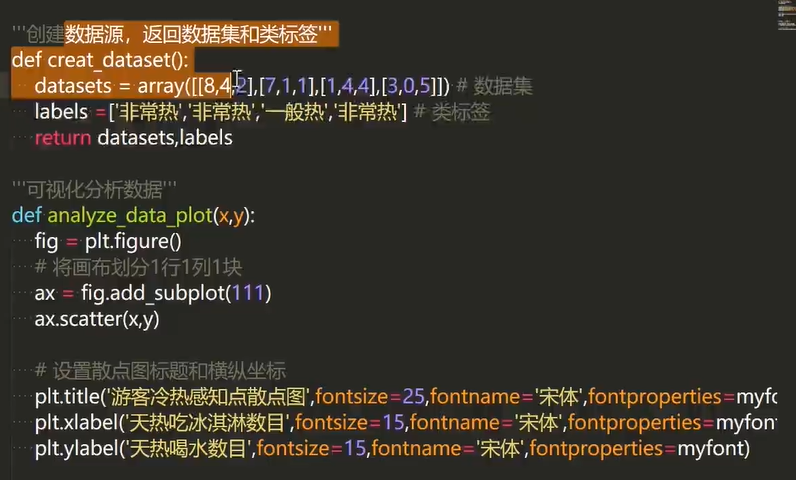 '''创建数据源，返回数据集和类标签'''
def creat_dataset():
datasets = array([[8,4,2],[7,1,1],[1,4,4],[3,0,5]]) # 数据集
labels =['非常热','非常热','一般热','非常热'] # 类标签
return datasets,labels
'''可视化分析数据'''
def analyze_data_plot(x,y):
fig = plt.figure()
# 将画布划分1行1列1块
ax = fig.add_subplot(111)
ax.scatter(x,y)
# 设置散点图标题和横纵坐标
plt.title('游客冷热感知点散点图',fontsize=25,fontname='宋体',fontproperties=myfo
plt.xlabel('天热吃冰淇淋数目',fontsize=15,fontname='宋体',fontproperties=myfont
plt.ylabel('天热喝水数目',fontsize=15,fontname='宋体',fontproperties=myfont)